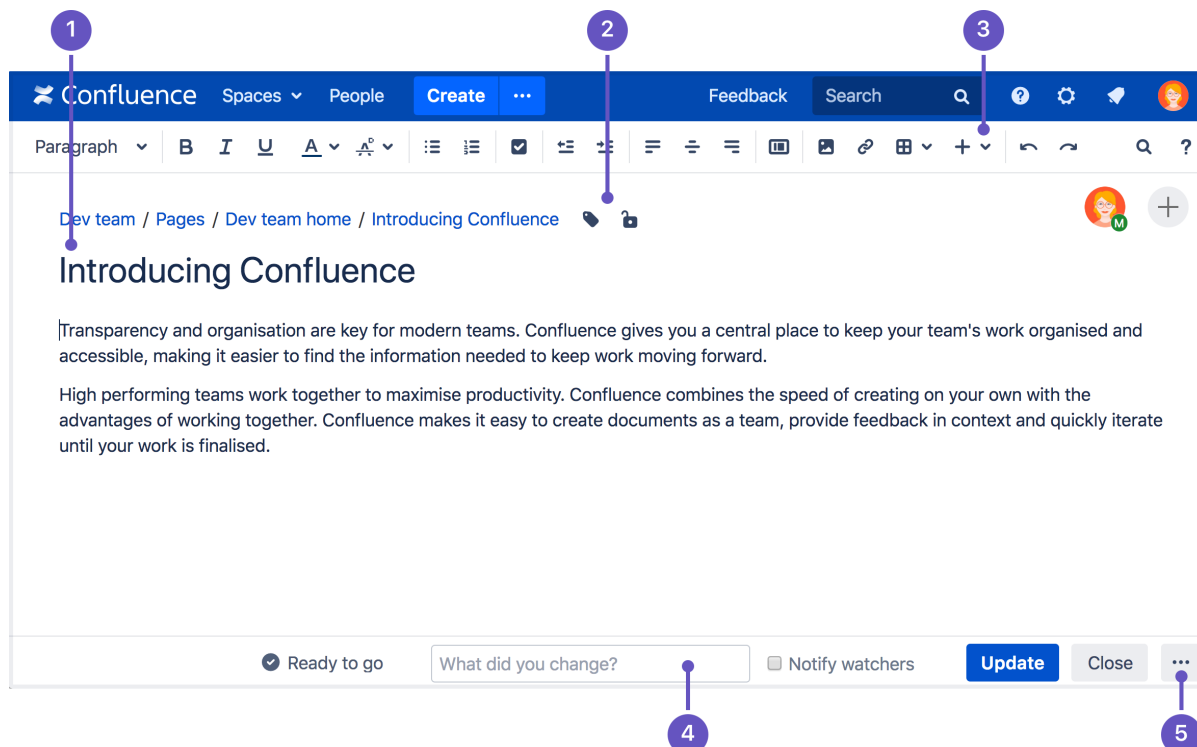 1 2 3
Confluence Spaces People Create ••• Feedback Search ?
Paragraph B I U A A ?
Dev team / Pages / Dev team home / Introducing Confluence
M
Introducing Confluence
Transparency and organisation are key for modern teams. Confluence gives you a central place to keep your team's work organised and
accessible, making it easier to find the information needed to keep work moving forward.
High performing teams work together to maximise productivity. Confluence combines the speed of creating on your own with the
advantages of working together. Confluence makes it easy to create documents as a team, provide feedback in context and quickly iterate
until your work is finalised.
Ready to go What did you change? Notify watchers Update Close •••
4 5